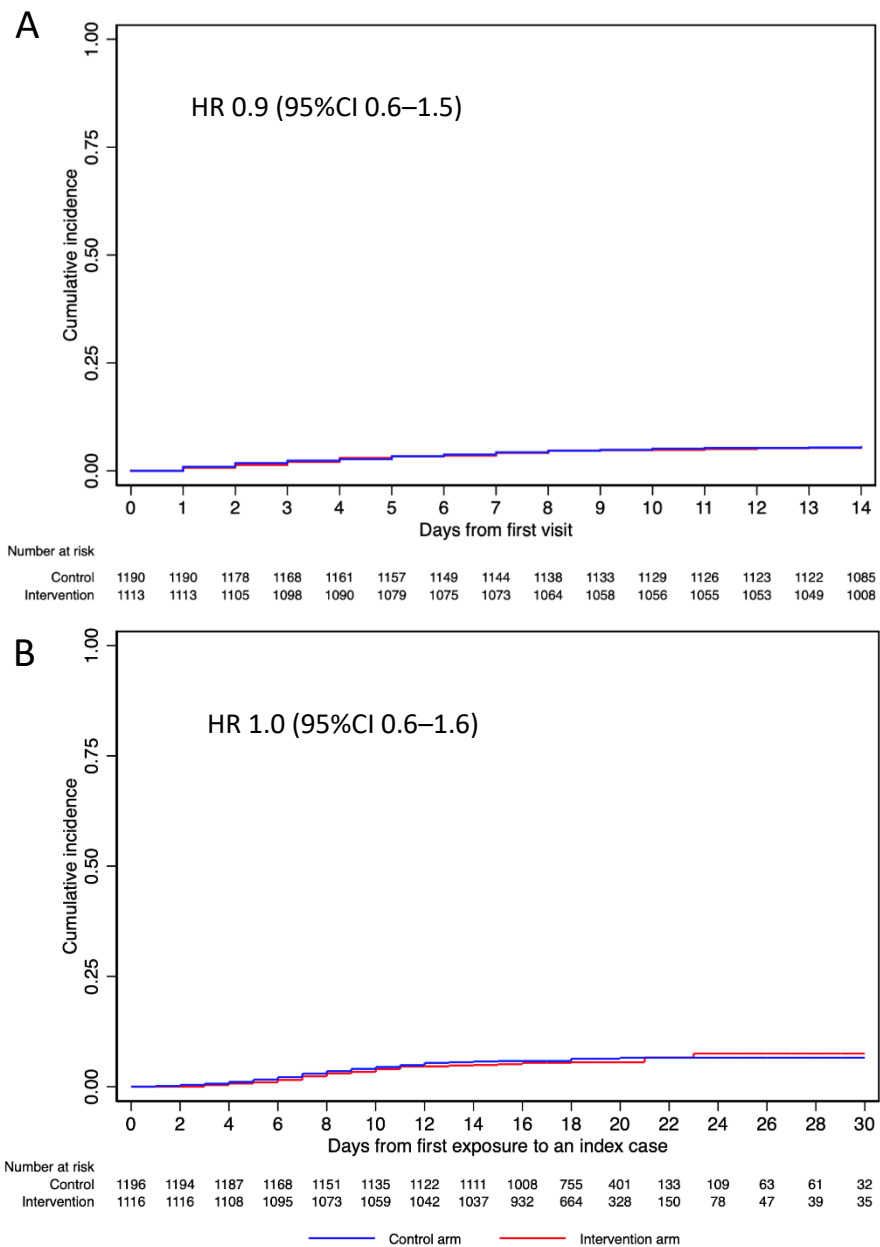 A
HR 0.9 (95%CI 0.6–1.5)
Cumulative incidence
1.00
0.75
0.50
0.25
0.00
0 1 2 3 4 5 6 7 8 9 10 11 12 13 14
Days from first visit
Number at risk
Control 1190 1190 1178 1168 1161 1157 1149 1144 1138 1133 1129 1126 1123 1122 1085
Intervention 1113 1113 1105 1098 1090 1079 1075 1073 1064 1058 1056 1055 1053 1049 1008
B
HR 1.0 (95%CI 0.6–1.6)
Cumulative incidence
1.00
0.75
0.50
0.25
0.00
0 2 4 6 8 10 12 14 16 18 20 22 24 26 28 30
Days from first exposure to an index case
Number at risk
Control 1196 1194 1187 1168 1151 1135 1122 1111 1008 755 401 133 109 63 61 32
Intervention 1116 1116 1108 1095 1073 1059 1042 1037 932 664 328 150 78 47 39 35
Control arm Intervention arm